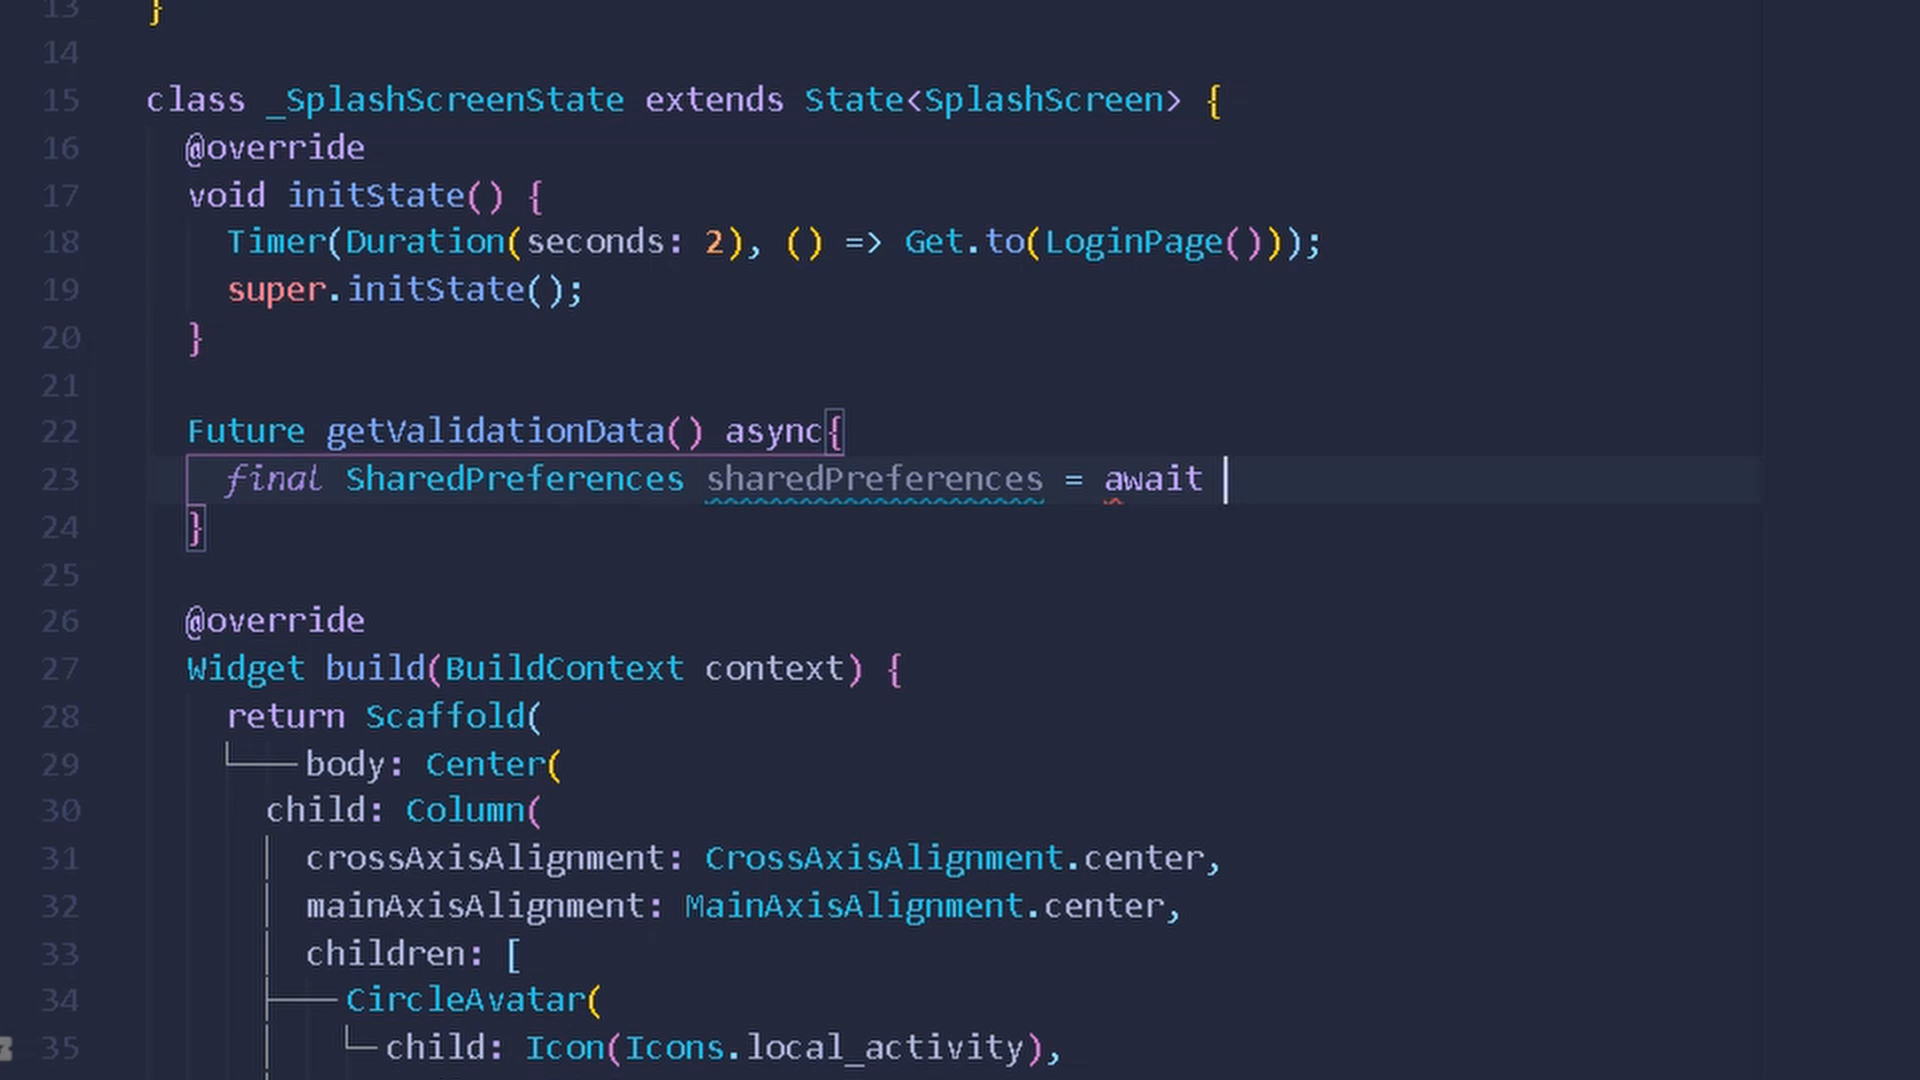 13 }
14
15 class _SplashScreenState extends State<SplashScreen> {
16 @override
17 void initState() {
18 Timer(Duration(seconds: 2), () => Get.to(LoginPage()));
19 super.initState();
20 }
21
22 Future getValidationData() async{
23 final SharedPreferences sharedPreferences = await
24 }
25
26 @override
27 Widget build(BuildContext context) {
28 return Scaffold(
29 body: Center(
30 child: Column(
31 crossAxisAlignment: CrossAxisAlignment.center,
32 mainAxisAlignment: MainAxisAlignment.center,
33 children: [
34 CircleAvatar(
35 child: Icon(Icons.local_activity),